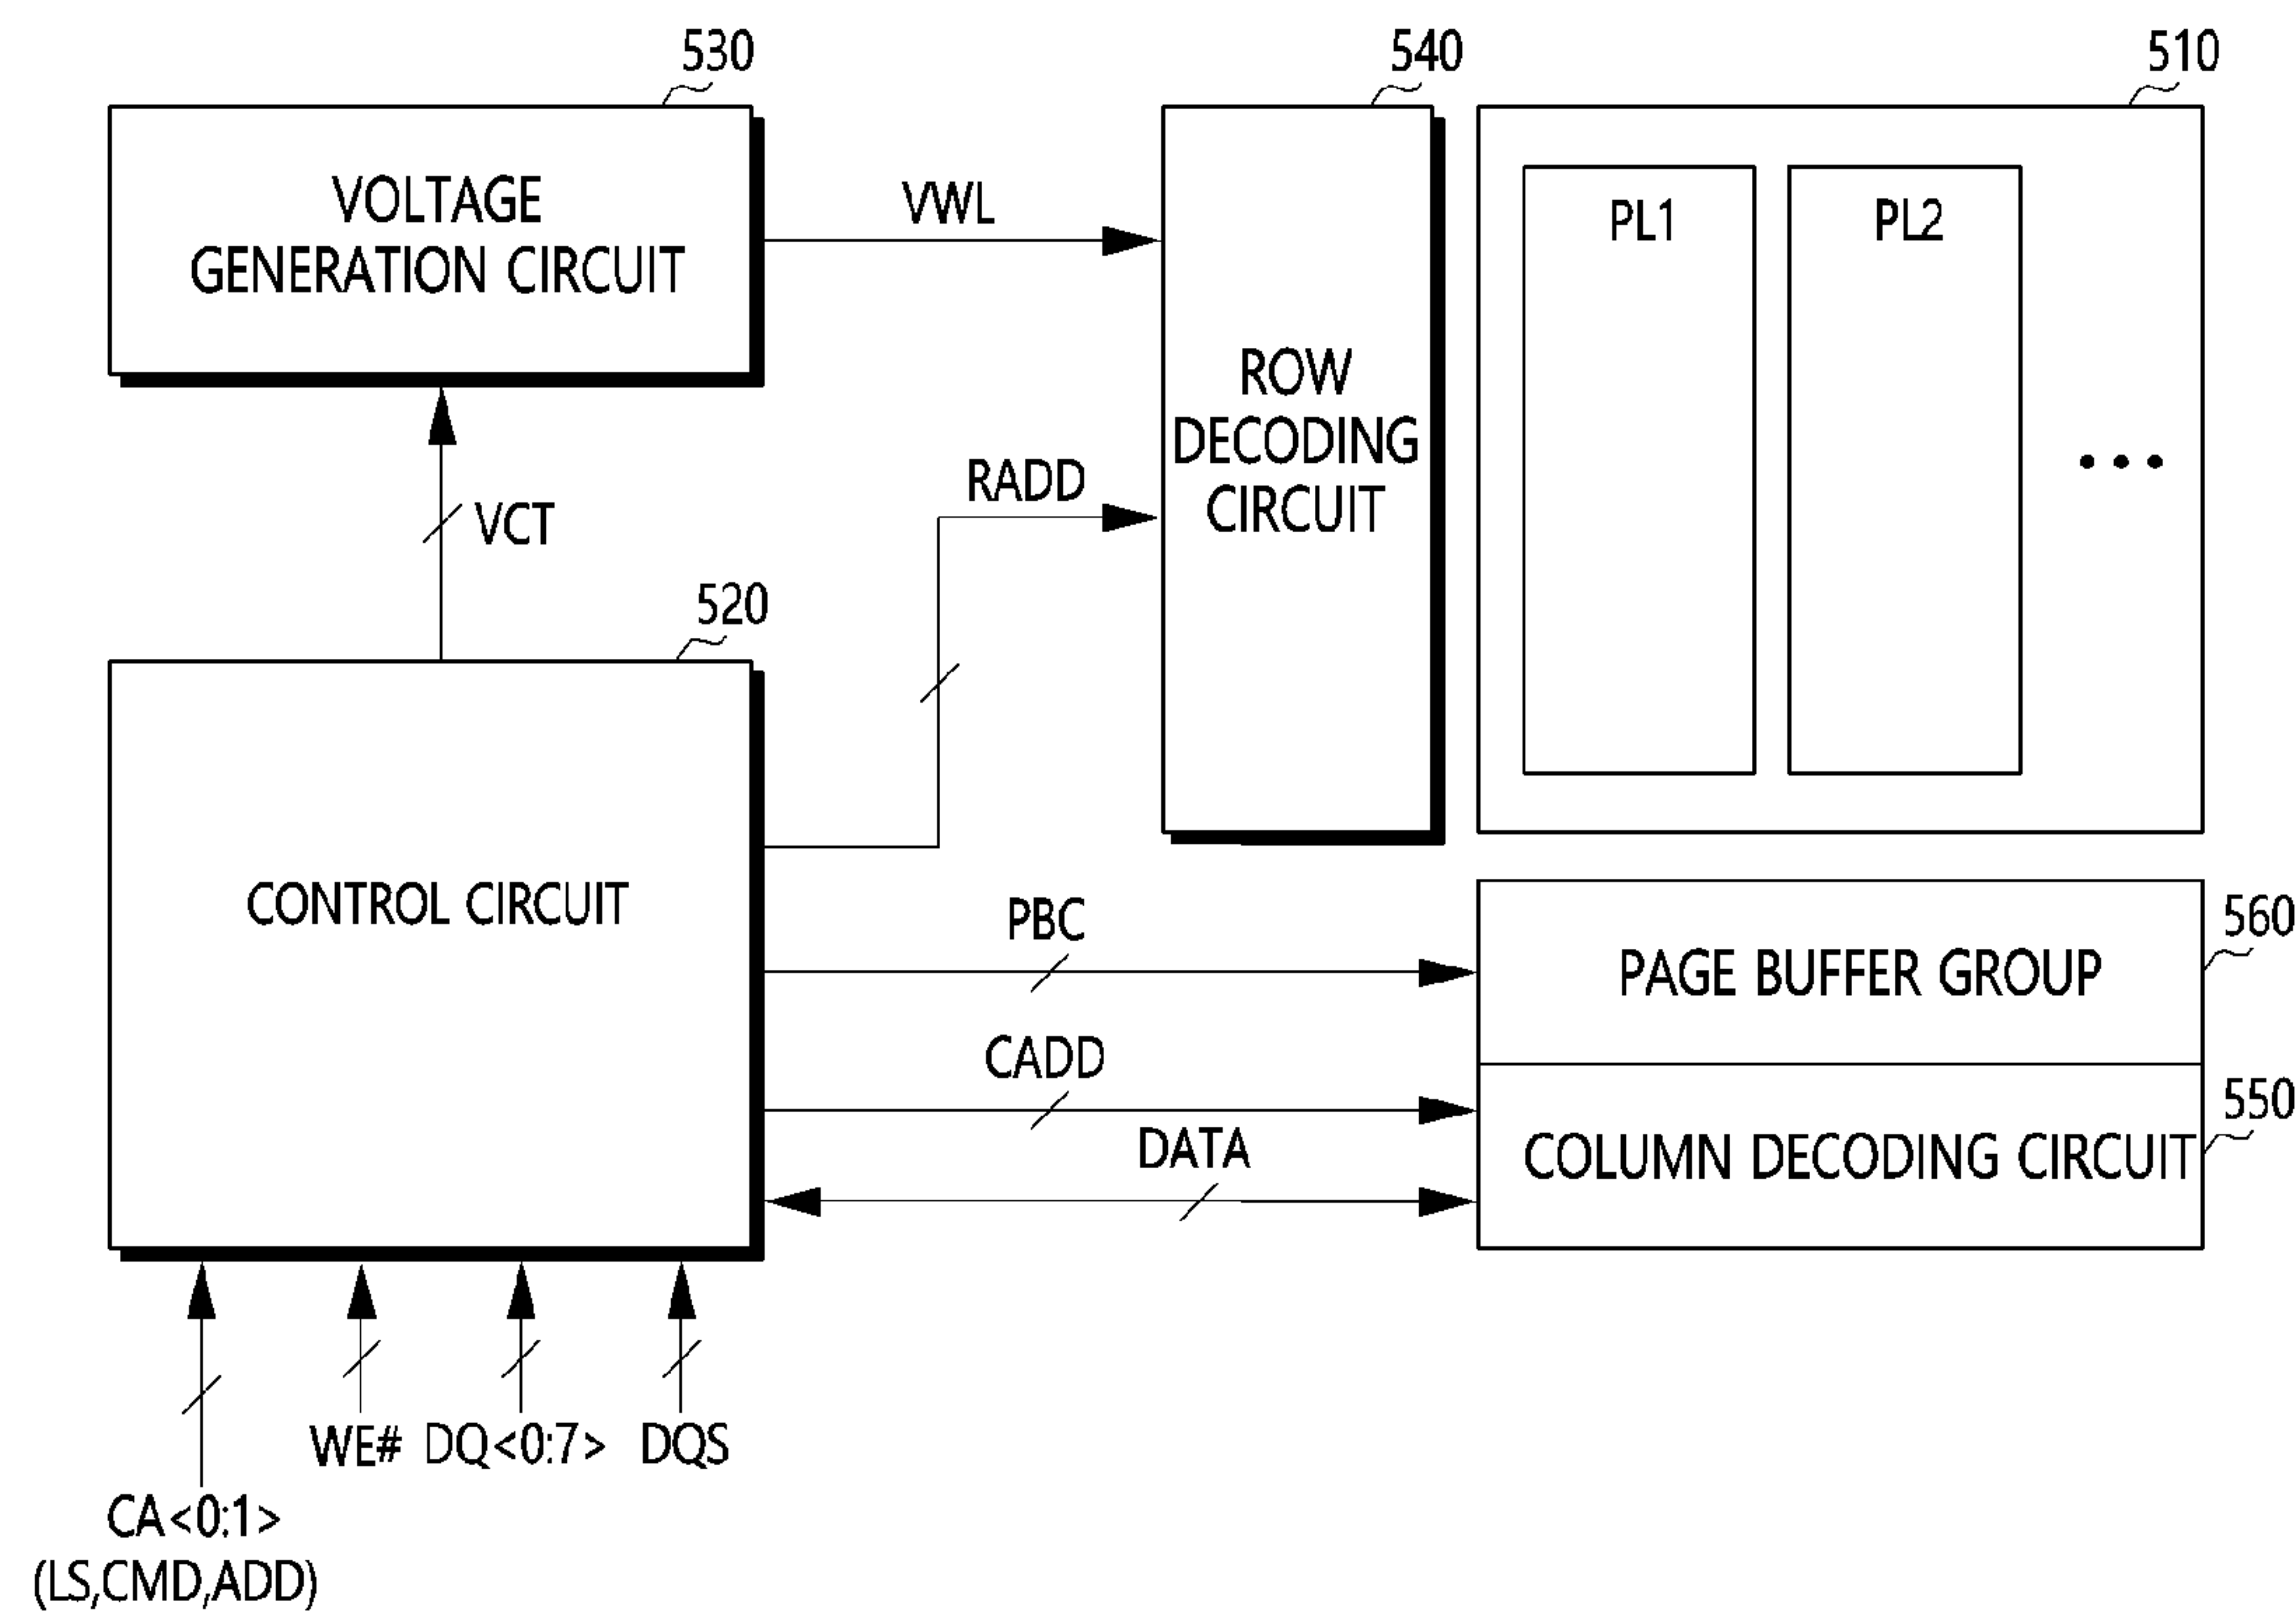 530
540
510
VOLTAGE
GENERATION CIRCUIT
VWL
PL1
PL2
ROW
DECODING
CIRCUIT
RADD
VCT
520
CONTROL CIRCUIT
PBC
560
PAGE BUFFER GROUP
CADD
550
DATA
COLUMN DECODING CIRCUIT
WE# DQ<0:7> DQS
CA<0:1>
(LS,CMD,ADD)